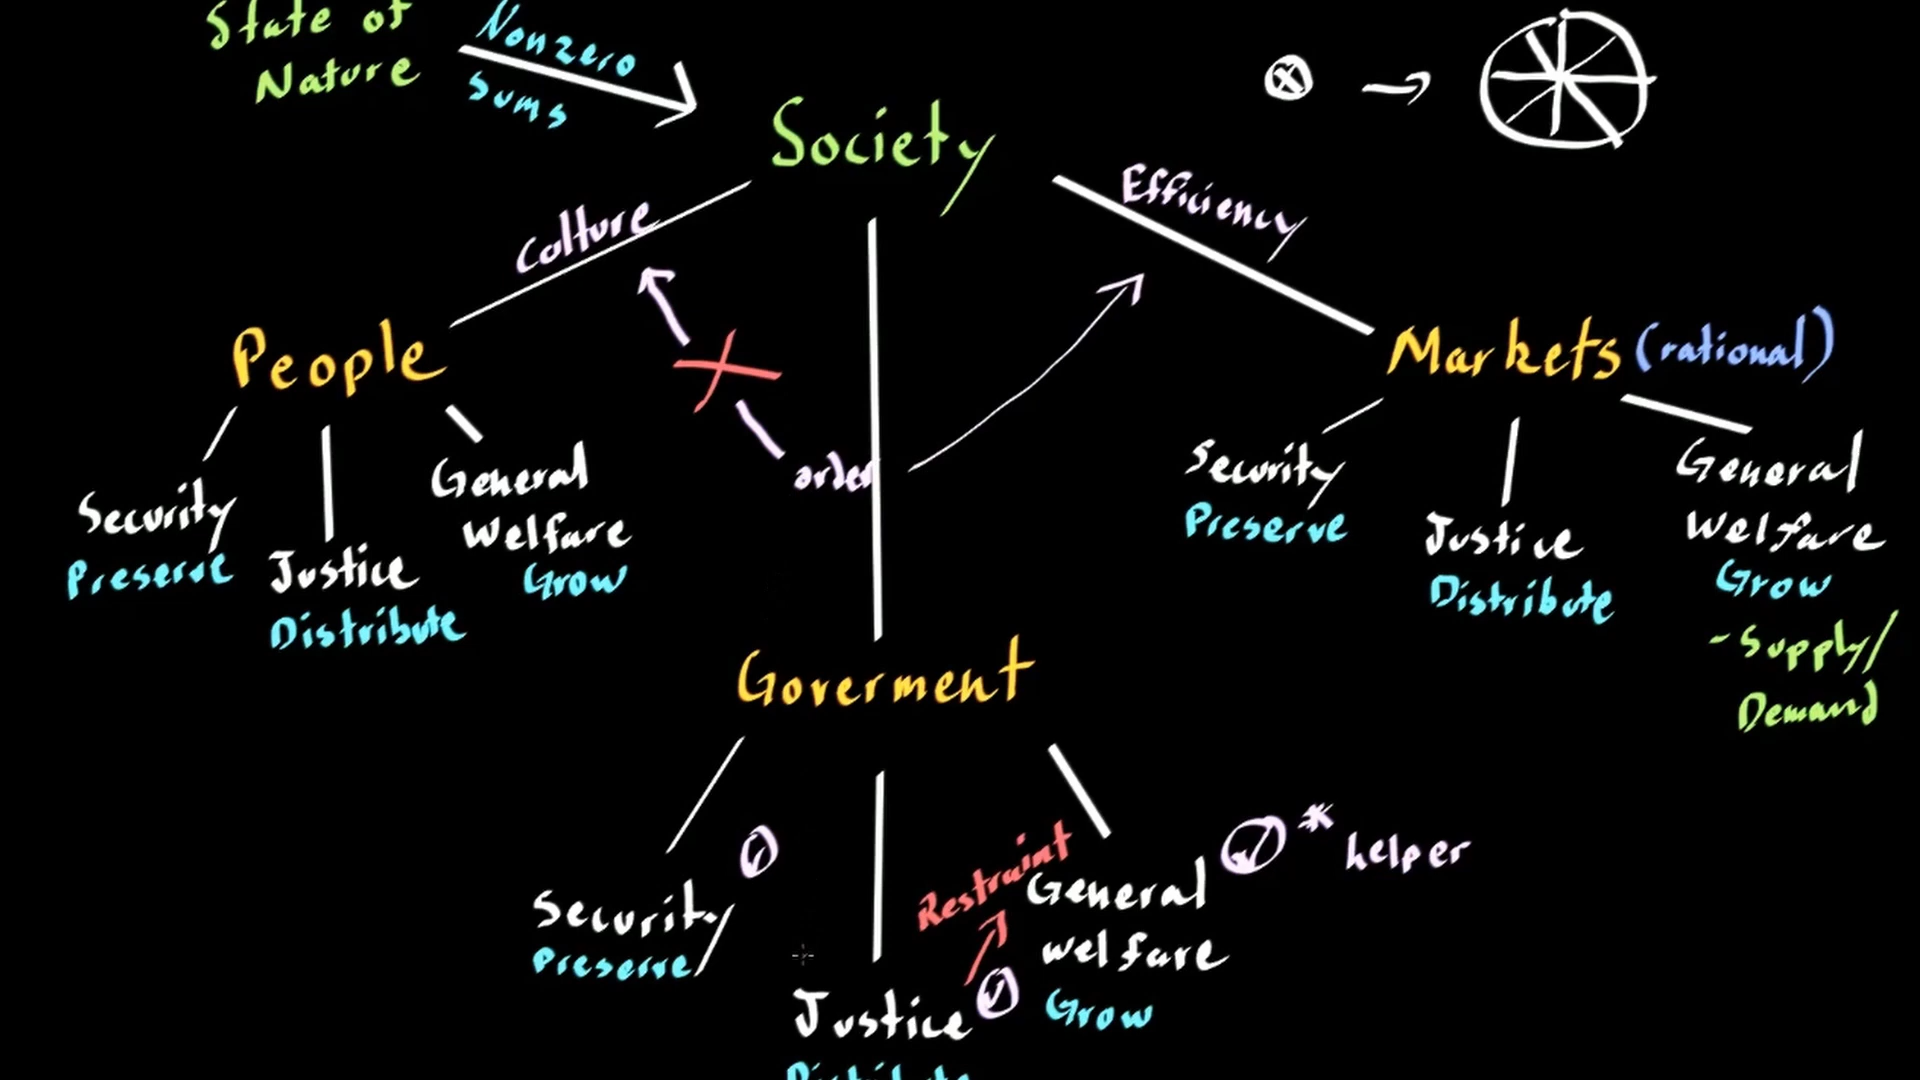 State of
Nature
Nonzero
Sums
Society
Culture
Efficiency
People
Markets (rational)
order
Security
Preserve
Justice
Distribute
General
Welfare
Grow
Security
Preserve
Justice
Distribute
General
Welfare
Grow
- Supply/
Demand
Goverment
Security
Preserve
Justice
Distribute
Restraint
General
welfare
Grow
* helper